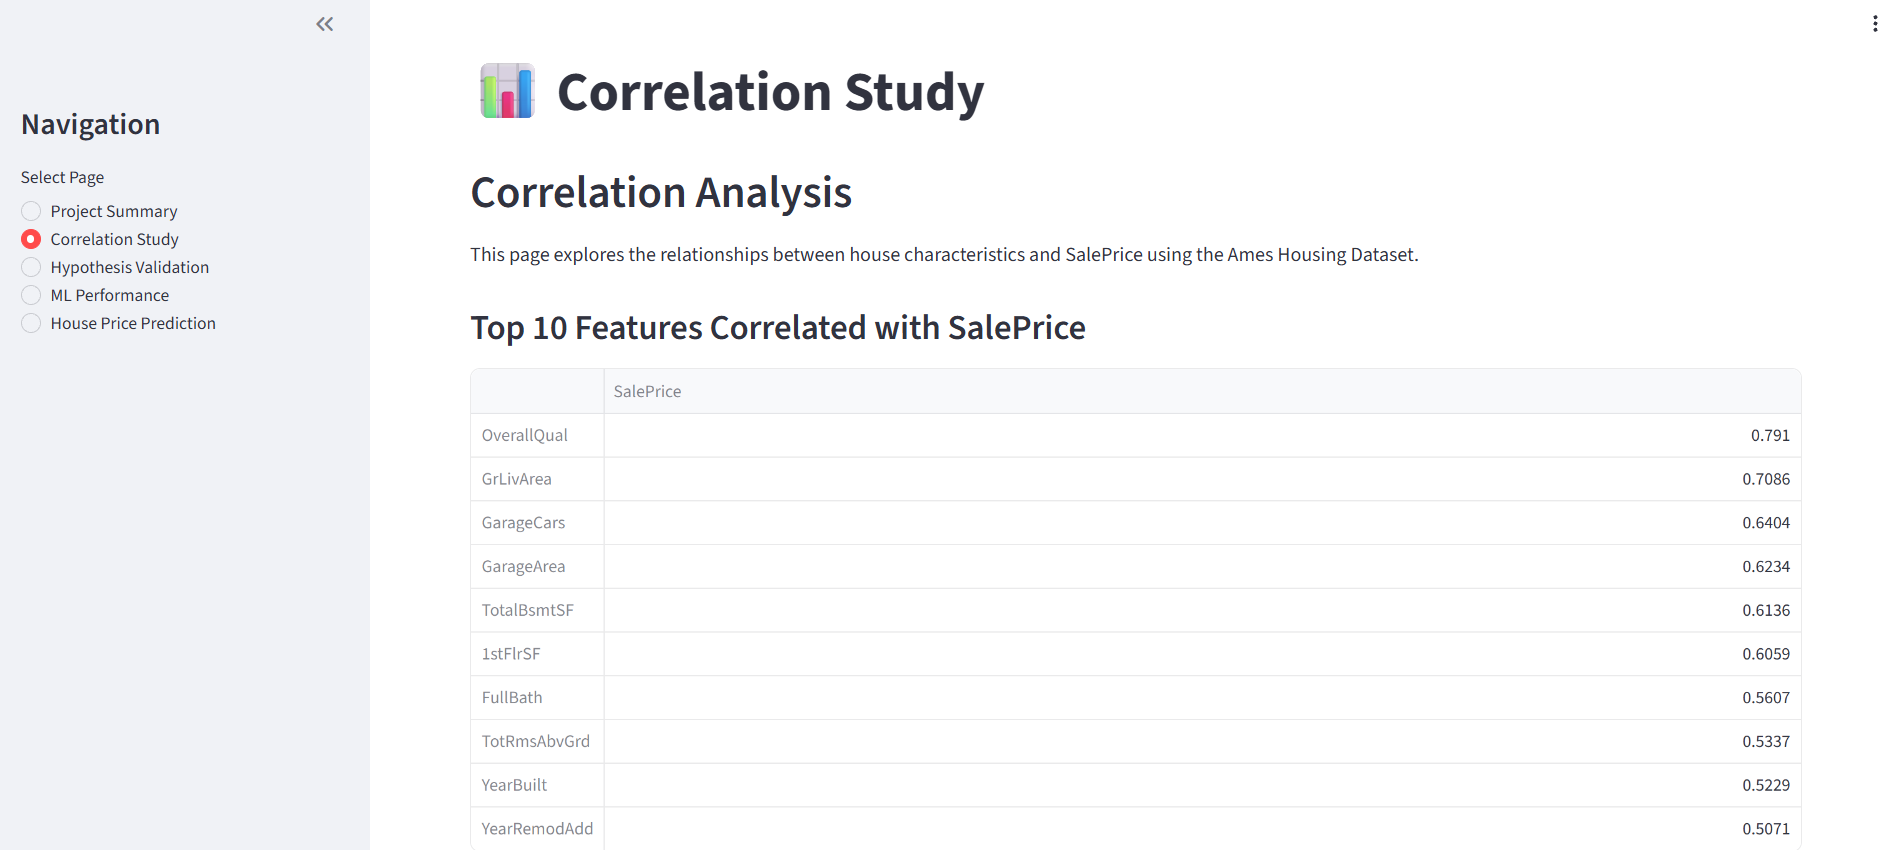 Navigation
Select Page
Project Summary
Correlation Study
Hypothesis Validation
ML Performance
House Price Prediction
Correlation Study
Correlation Analysis
This page explores the relationships between house characteristics and SalePrice using the Ames Housing Dataset.
Top 10 Features Correlated with SalePrice
SalePrice
OverallQual 0.791
GrLivArea 0.7086
GarageCars 0.6404
GarageArea 0.6234
TotalBsmtSF 0.6136
1stFlrSF 0.6059
FullBath 0.5607
TotRmsAbvGrd 0.5337
YearBuilt 0.5229
YearRemodAdd 0.5071